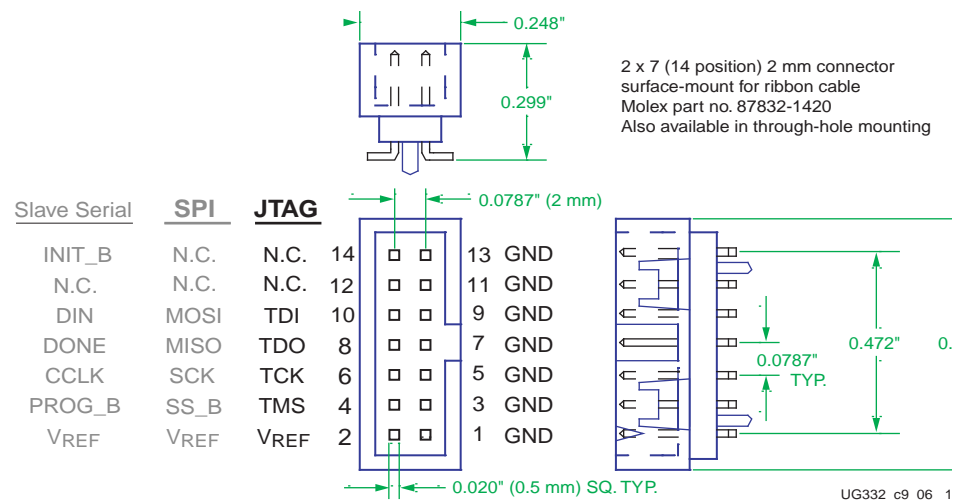 0.248"
2 x 7 (14 position) 2 mm connector
surface-mount for ribbon cable
Molex part no. 87832-1420
Also available in through-hole mounting
0.299"
0.0787" (2 mm)
Slave Serial SPI JTAG
INIT_B N.C. N.C. 14 13 GND
N.C. N.C. N.C. 12 11 GND
DIN MOSI TDI 10 9 GND
DONE MISO TDO 8 7 GND
CCLK SCK TCK 6 5 GND
PROG_B SS_B TMS 4 3 GND
VREF VREF VREF 2 1 GND
0.0787"
TYP.
0.472"
0.
0.020" (0.5 mm) SQ. TYP.
UG332_c9_06_1